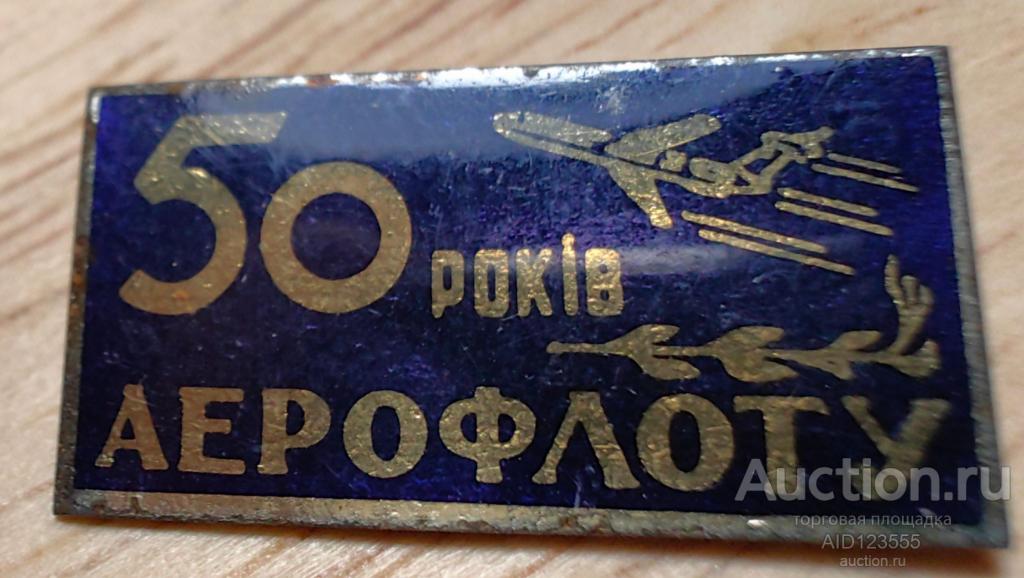 50 РОКІВ
АЕРОФЛОТУ
Auction.ru
торговая площадка
AID123555
auction.ru